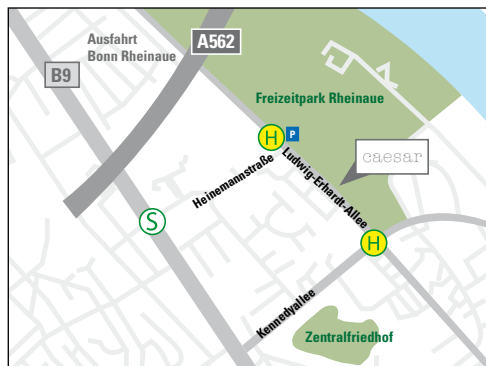 Ausfahrt
Bonn Rheinaue
A562
B9
Freizeitpark Rheinaue
H
P
caesar
Heinemannstraße
Ludwig-Erhardt-Allee
S
H
Kennedyallee
Zentralfriedhof